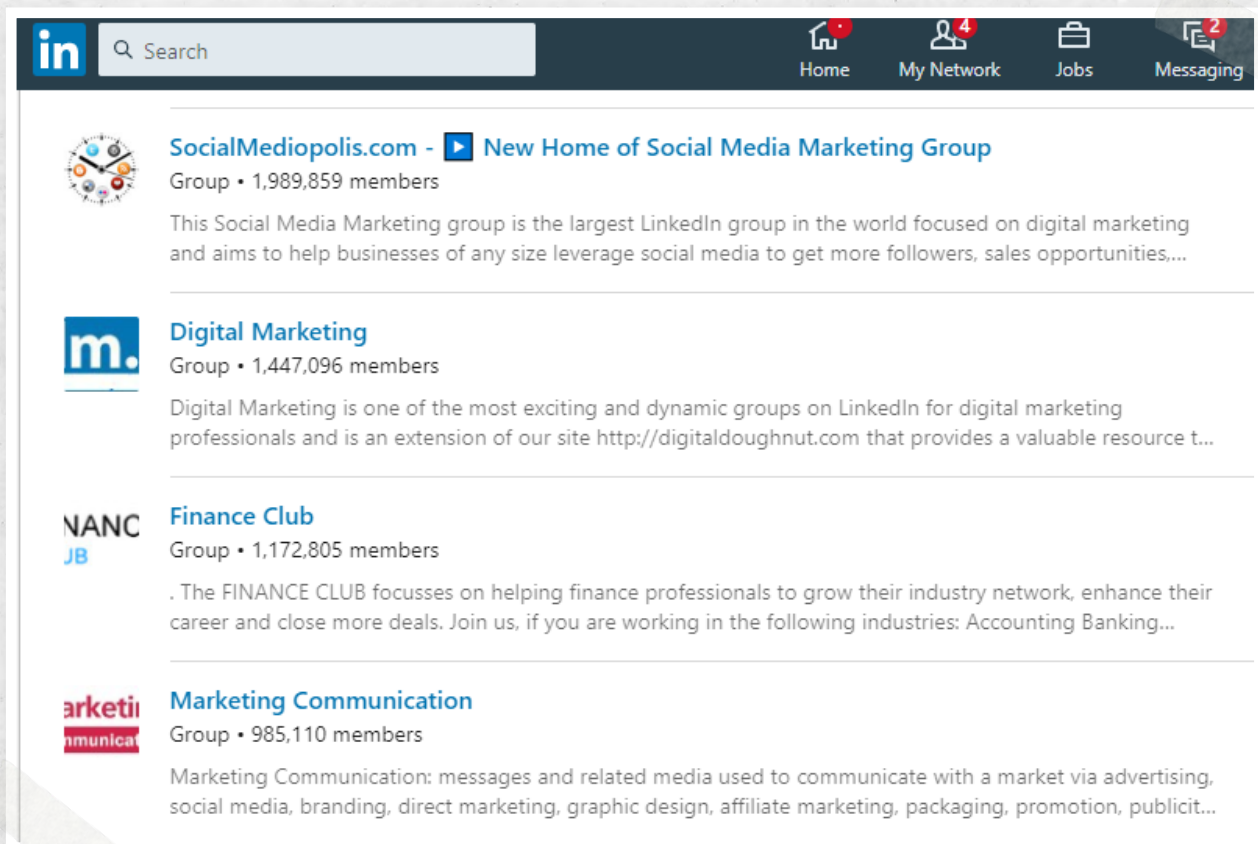 in Search
4
2
Home My Network Jobs Messaging
SocialMediopolis.com - ▶ New Home of Social Media Marketing Group
Group • 1,989,859 members
This Social Media Marketing group is the largest LinkedIn group in the world focused on digital marketing
and aims to help businesses of any size leverage social media to get more followers, sales opportunities,...
m.
Digital Marketing
Group • 1,447,096 members
Digital Marketing is one of the most exciting and dynamic groups on LinkedIn for digital marketing
professionals and is an extension of our site http://digitaldoughnut.com that provides a valuable resource t...
NANC
UB
Finance Club
Group • 1,172,805 members
. The FINANCE CLUB focusses on helping finance professionals to grow their industry network, enhance their
career and close more deals. Join us, if you are working in the following industries: Accounting Banking...
arketi
mmunicat
Marketing Communication
Group • 985,110 members
Marketing Communication: messages and related media used to communicate with a market via advertising,
social media, branding, direct marketing, graphic design, affiliate marketing, packaging, promotion, publicit...